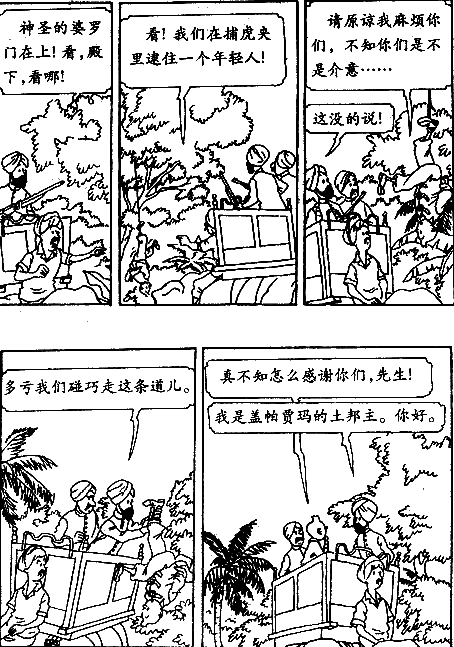 神圣的婆罗
门在上！看，殿
下，看哪！
看！我们在捕虎夹
里逮住一个年轻人！
请原谅我麻烦你
们，不知你们是不
是介意……
这没的说！
多亏我们碰巧走这条道儿。
真不知怎么感谢你们，先生！
我是盖帕贾玛的土邦主。你好。